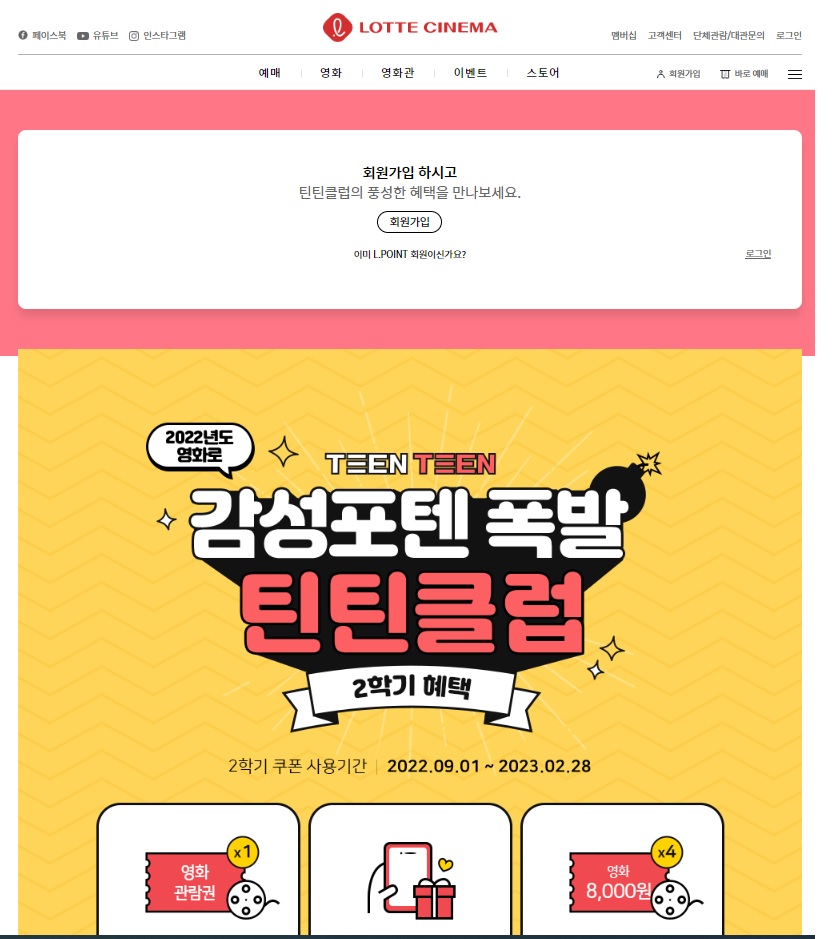 페이스북 유튜브 인스타그램
LOTTE CINEMA
멤버십 고객센터 단체관람/대관문의 로그인
예매 영화 영화관 이벤트 스토어
회원가입 바로 예매
회원가입 하시고
틴틴클럽의 풍성한 혜택을 만나보세요.
회원가입
이미 L.POINT 회원이신가요?
로그인
2022년도
영화로
TEEN TEEN
감성포텐 폭발
틴틴클럽
2학기 혜택
2학기 쿠폰 사용기간 2022.09.01 ~ 2023.02.28
x1
영화
관람권
x4
영화
8,000원